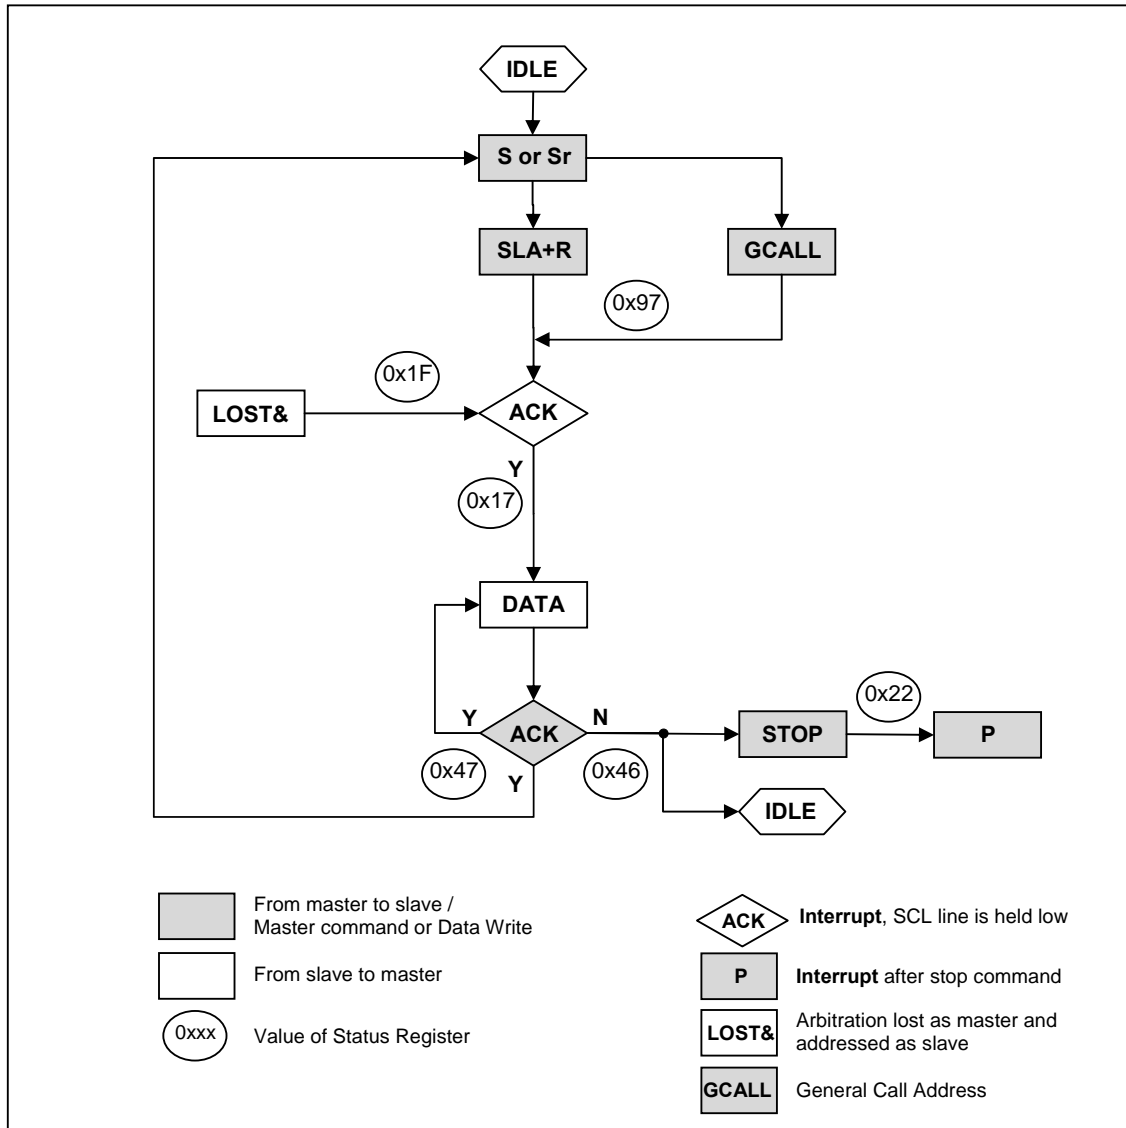 IDLE
S or Sr
SLA+R
GCALL
0x97
0x1F
LOST&
ACK
Y
0x17
DATA
0x22
Y
ACK
N
STOP
P
0x47
Y
0x46
IDLE
From master to slave /
Master command or Data Write
From slave to master
0xxx
Value of Status Register
ACK
Interrupt, SCL line is held low
P
Interrupt after stop command
LOST&
Arbitration lost as master and
addressed as slave
GCALL
General Call Address